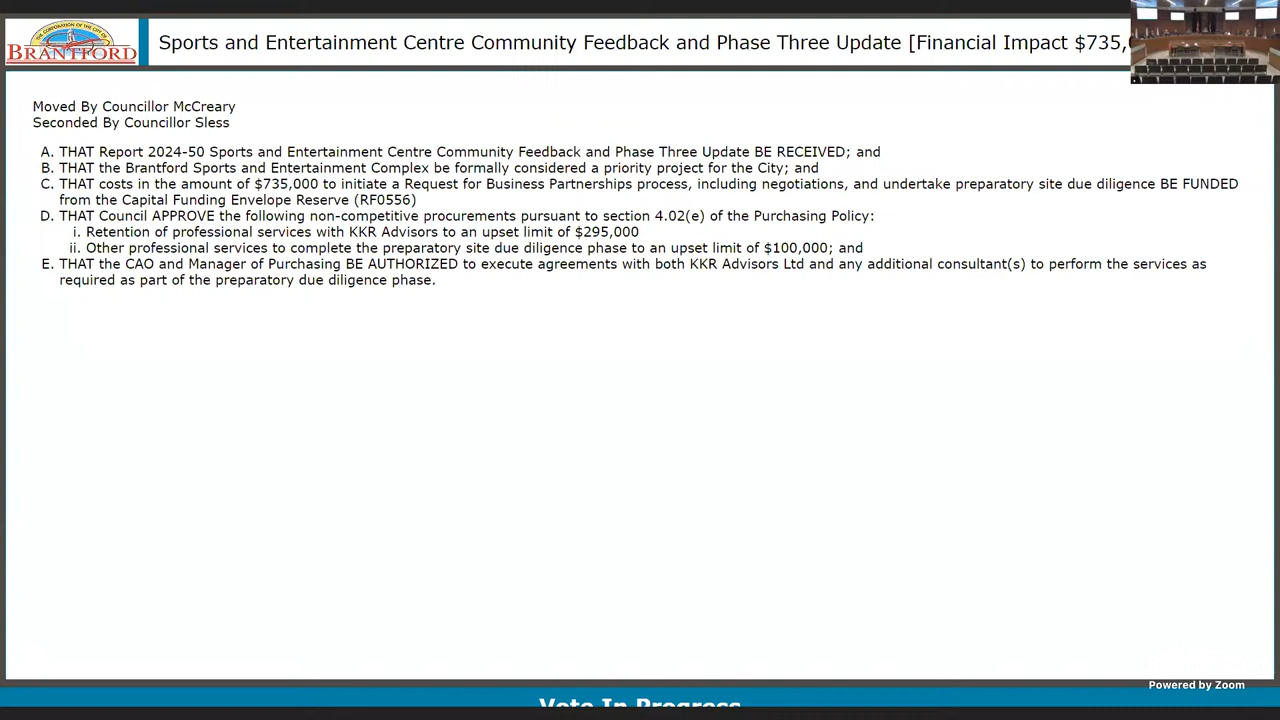 THE CORPORATION OF THE CITY OF
BRANTFORD
Sports and Entertainment Centre Community Feedback and Phase Three Update [Financial Impact $735,
Moved By Councillor McCreary
Seconded By Councillor Sless
A. THAT Report 2024-50 Sports and Entertainment Centre Community Feedback and Phase Three Update BE RECEIVED; and
B. THAT the Brantford Sports and Entertainment Complex be formally considered a priority project for the City; and
C. THAT costs in the amount of $735,000 to initiate a Request for Business Partnerships process, including negotiations, and undertake preparatory site due diligence BE FUNDED
from the Capital Funding Envelope Reserve (RF0556)
D. THAT Council APPROVE the following non-competitive procurements pursuant to section 4.02(e) of the Purchasing Policy:
i. Retention of professional services with KKR Advisors to an upset limit of $295,000
ii. Other professional services to complete the preparatory site due diligence phase to an upset limit of $100,000; and
E. THAT the CAO and Manager of Purchasing BE AUTHORIZED to execute agreements with both KKR Advisors Ltd and any additional consultant(s) to perform the services as
required as part of the preparatory due diligence phase.
Powered by Zoom
Vote In Progress